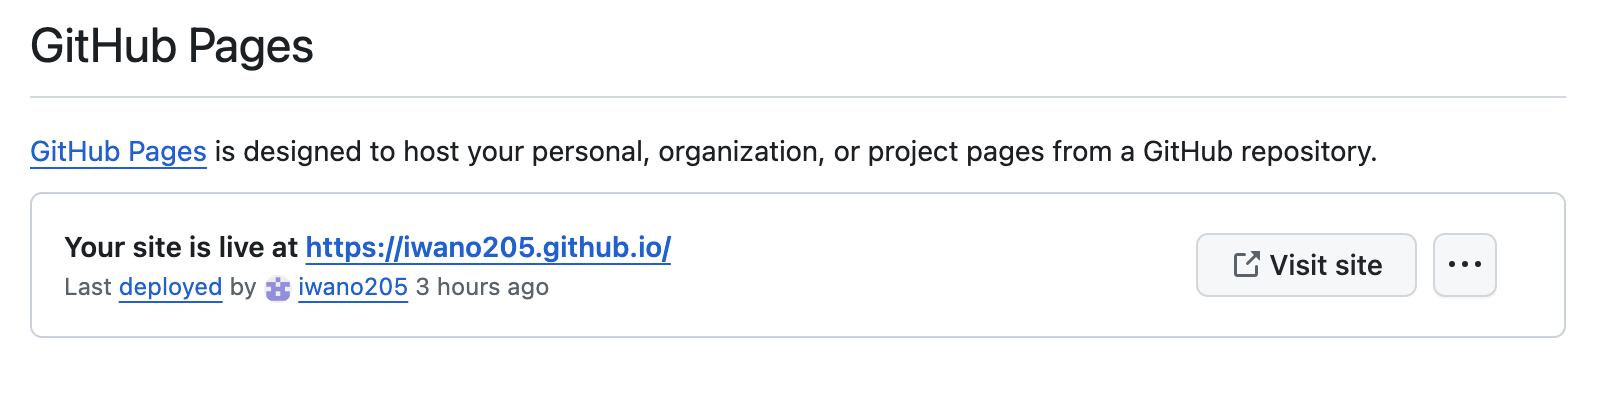 GitHub Pages
GitHub Pages is designed to host your personal, organization, or project pages from a GitHub repository.
Your site is live at https://iwano205.github.io/
Last deployed by iwano205 3 hours ago
Visit site